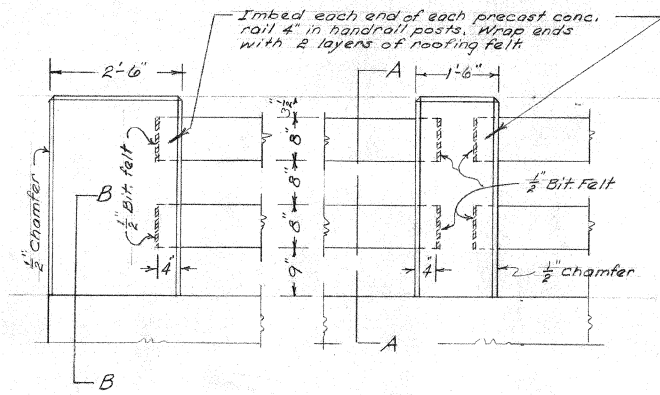 Imbed each end of each precast conc.
rail 4" in handrail posts. Wrap ends
with 2 layers of roofing felt
2'-6"
A
1'-6"
3½"
8"
8"
8"
9"
½" Chamfer
B
½" Bit. felt
4"
B
½" Bit. Felt
4"
½" Chamfer
A